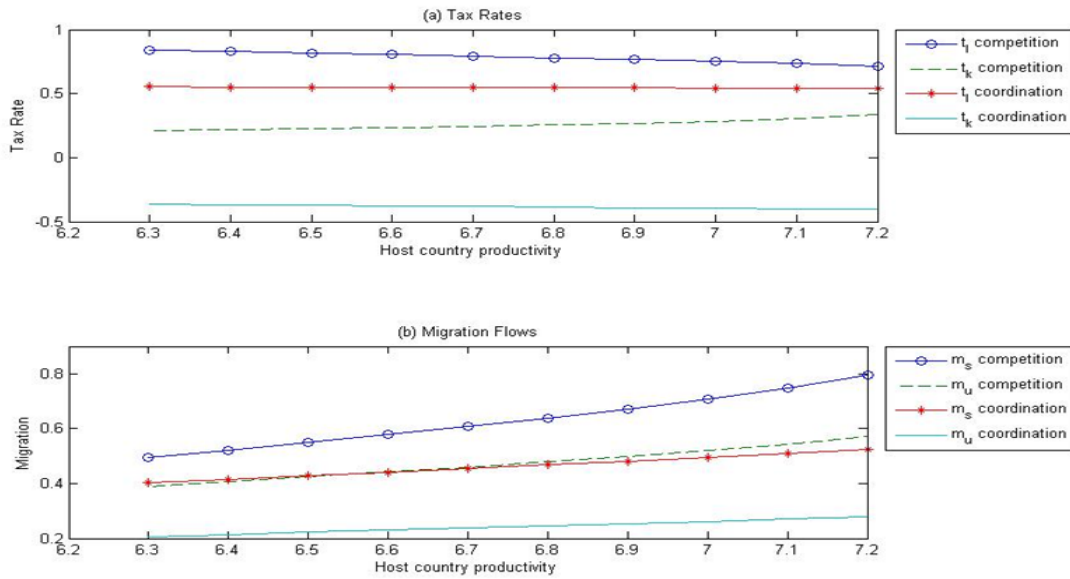 (a) Tax Rates
1
0.5
0
-0.5
Tax Rate
6.2 6.3 6.4 6.5 6.6 6.7 6.8 6.9 7 7.1 7.2
Host country productivity
t_l competition
t_k competition
t_l coordination
t_k coordination
(b) Migration Flows
0.8
0.6
0.4
0.2
Migration
6.2 6.3 6.4 6.5 6.6 6.7 6.8 6.9 7 7.1 7.2
Host country productivity
m_s competition
m_u competition
m_s coordination
m_u coordination